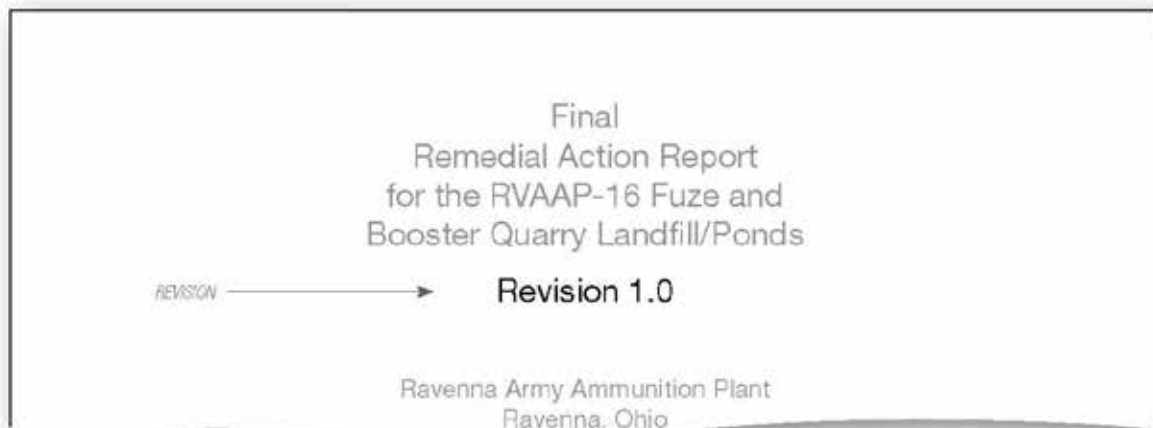 Final
Remedial Action Report
for the RVAAP-16 Fuze and
Booster Quarry Landfill/Ponds
REVISION
Revision 1.0
Ravenna Army Ammunition Plant
Ravenna, Ohio